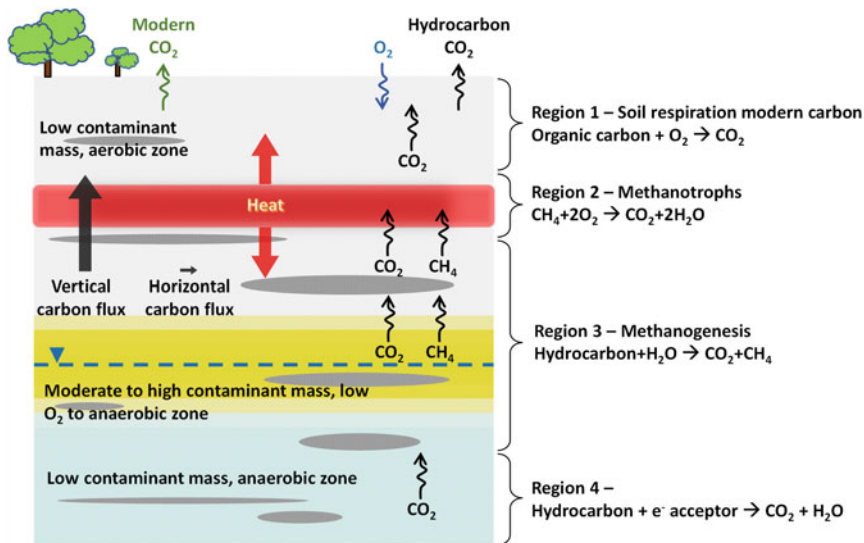 Modern
CO₂
O₂
Hydrocarbon
CO₂
Low contaminant
mass, aerobic zone
CO₂
Region 1 – Soil respiration modern carbon
Organic carbon + O₂ → CO₂
Heat
Region 2 – Methanotrophs
CH₄+2O₂ → CO₂+2H₂O
CO₂
CH₄
Vertical
carbon flux
Horizontal
carbon flux
Region 3 – Methanogenesis
Hydrocarbon+H₂O → CO₂+CH₄
CO₂
CH₄
Moderate to high contaminant mass, low
O₂ to anaerobic zone
Low contaminant mass, anaerobic zone
CO₂
Region 4 –
Hydrocarbon + e⁻ acceptor → CO₂ + H₂O